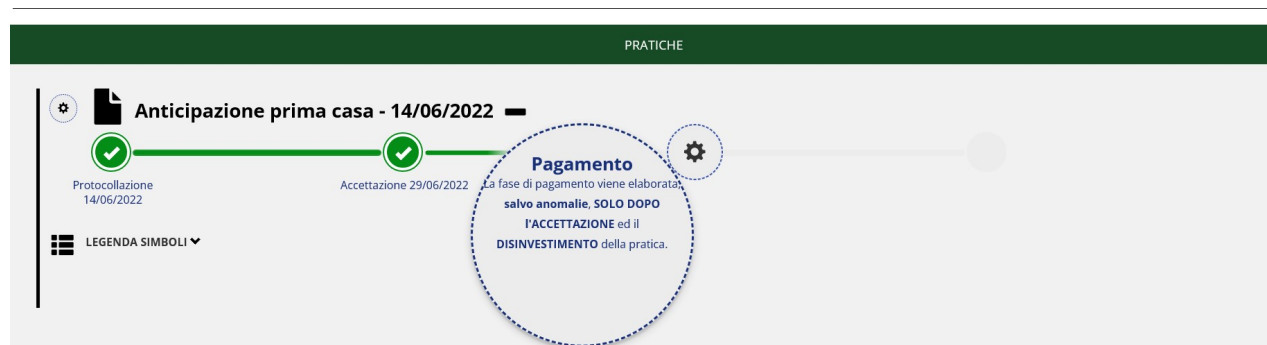 PRATICHE
Anticipazione prima casa - 14/06/2022
Protocollazione
14/06/2022
Accettazione 29/06/2022
Pagamento
La fase di pagamento viene elaborata,
salvo anomalie, SOLO DOPO
l'ACCETTAZIONE ed il
DISINVESTIMENTO della pratica.
LEGENDA SIMBOLI